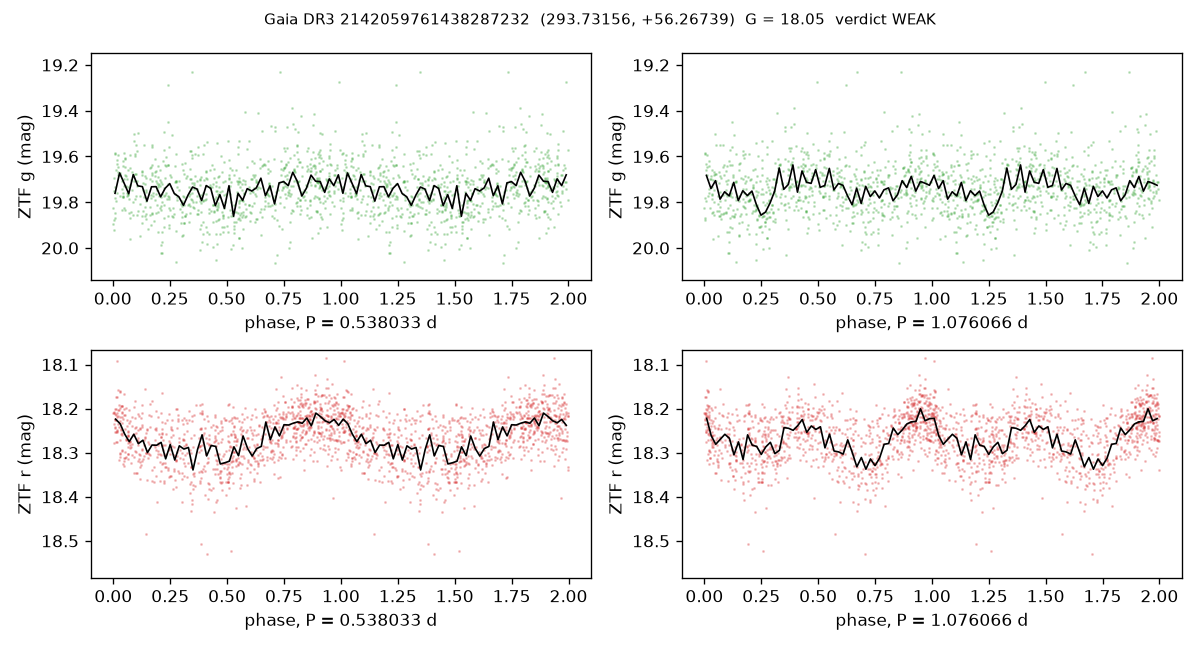 Gaia DR3 2142059761438287232 (293.73156, +56.26739) G = 18.05 verdict WEAK
ZTF g (mag)
19.2
19.4
19.6
19.8
20.0
0.00 0.25 0.50 0.75 1.00 1.25 1.50 1.75 2.00
phase, P = 0.538033 d
ZTF g (mag)
19.2
19.4
19.6
19.8
20.0
0.00 0.25 0.50 0.75 1.00 1.25 1.50 1.75 2.00
phase, P = 1.076066 d
ZTF r (mag)
18.1
18.2
18.3
18.4
18.5
0.00 0.25 0.50 0.75 1.00 1.25 1.50 1.75 2.00
phase, P = 0.538033 d
ZTF r (mag)
18.1
18.2
18.3
18.4
18.5
0.00 0.25 0.50 0.75 1.00 1.25 1.50 1.75 2.00
phase, P = 1.076066 d